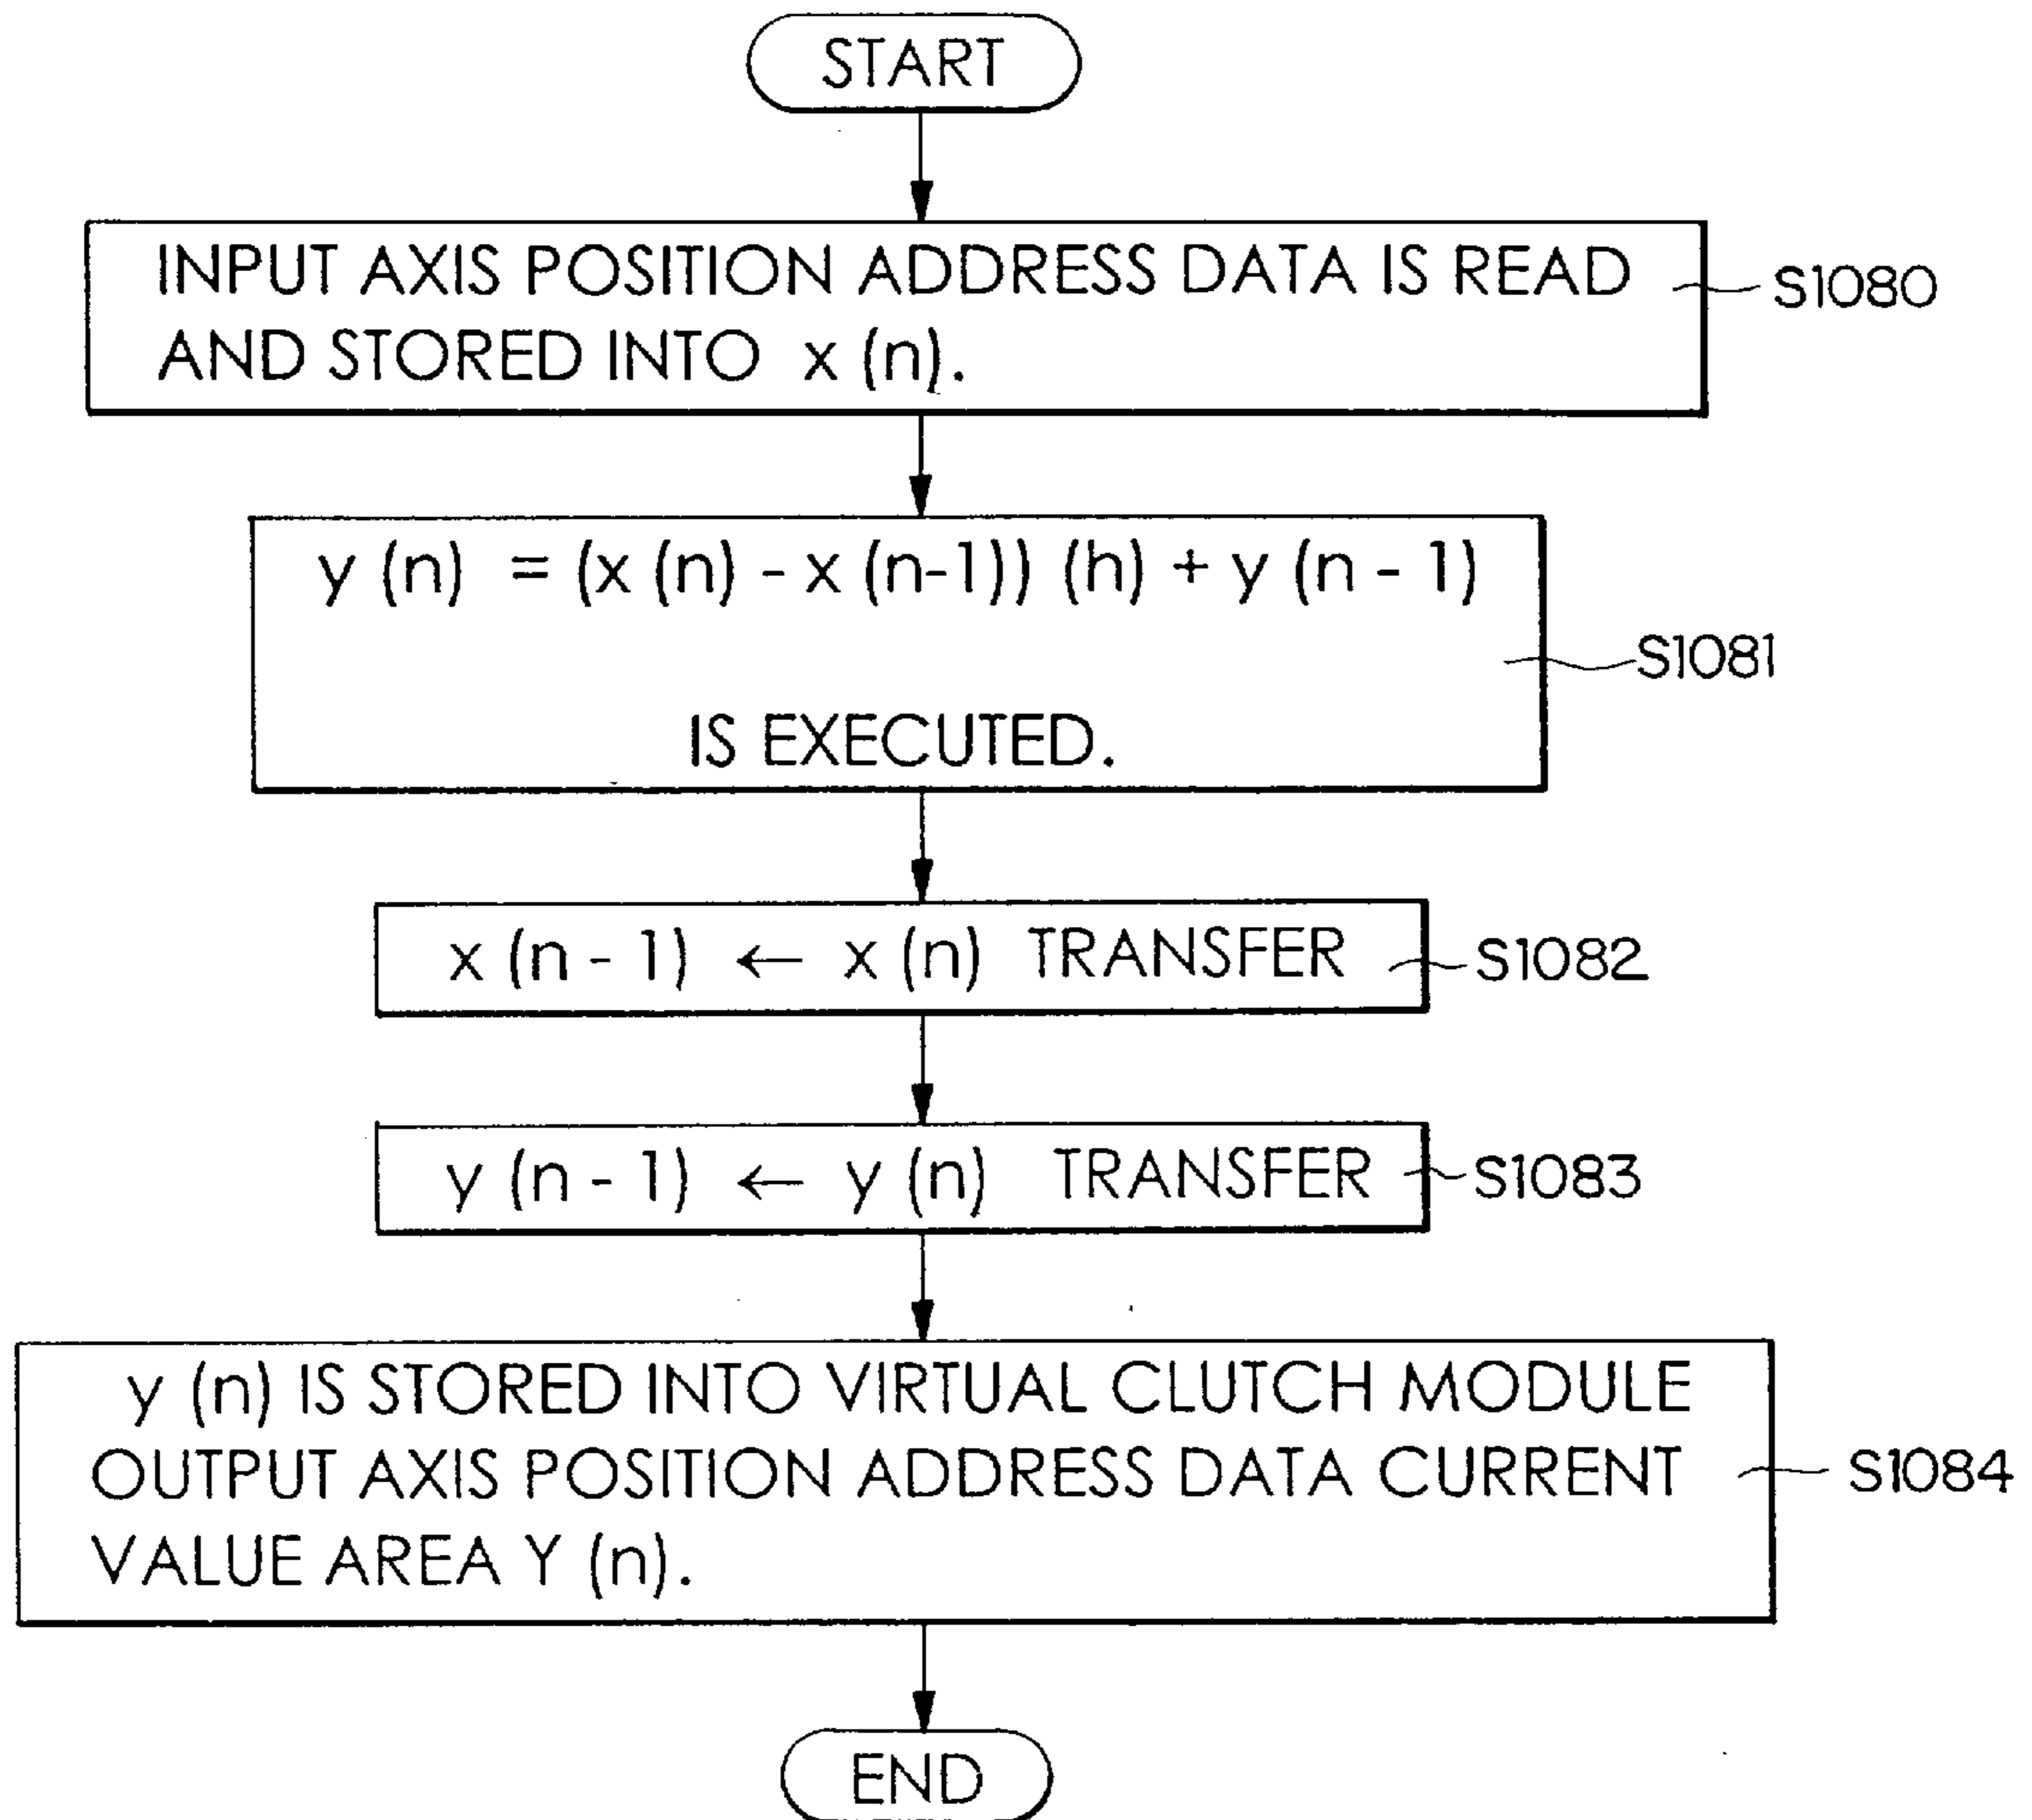 START
INPUT AXIS POSITION ADDRESS DATA IS READ
AND STORED INTO x (n).
S1080
y (n) = (x (n) - x (n-1)) (h) + y (n - 1)
IS EXECUTED.
S1081
x (n - 1) ← x (n) TRANSFER
S1082
y (n - 1) ← y (n) TRANSFER
S1083
y (n) IS STORED INTO VIRTUAL CLUTCH MODULE
OUTPUT AXIS POSITION ADDRESS DATA CURRENT
VALUE AREA Y (n).
S1084
END